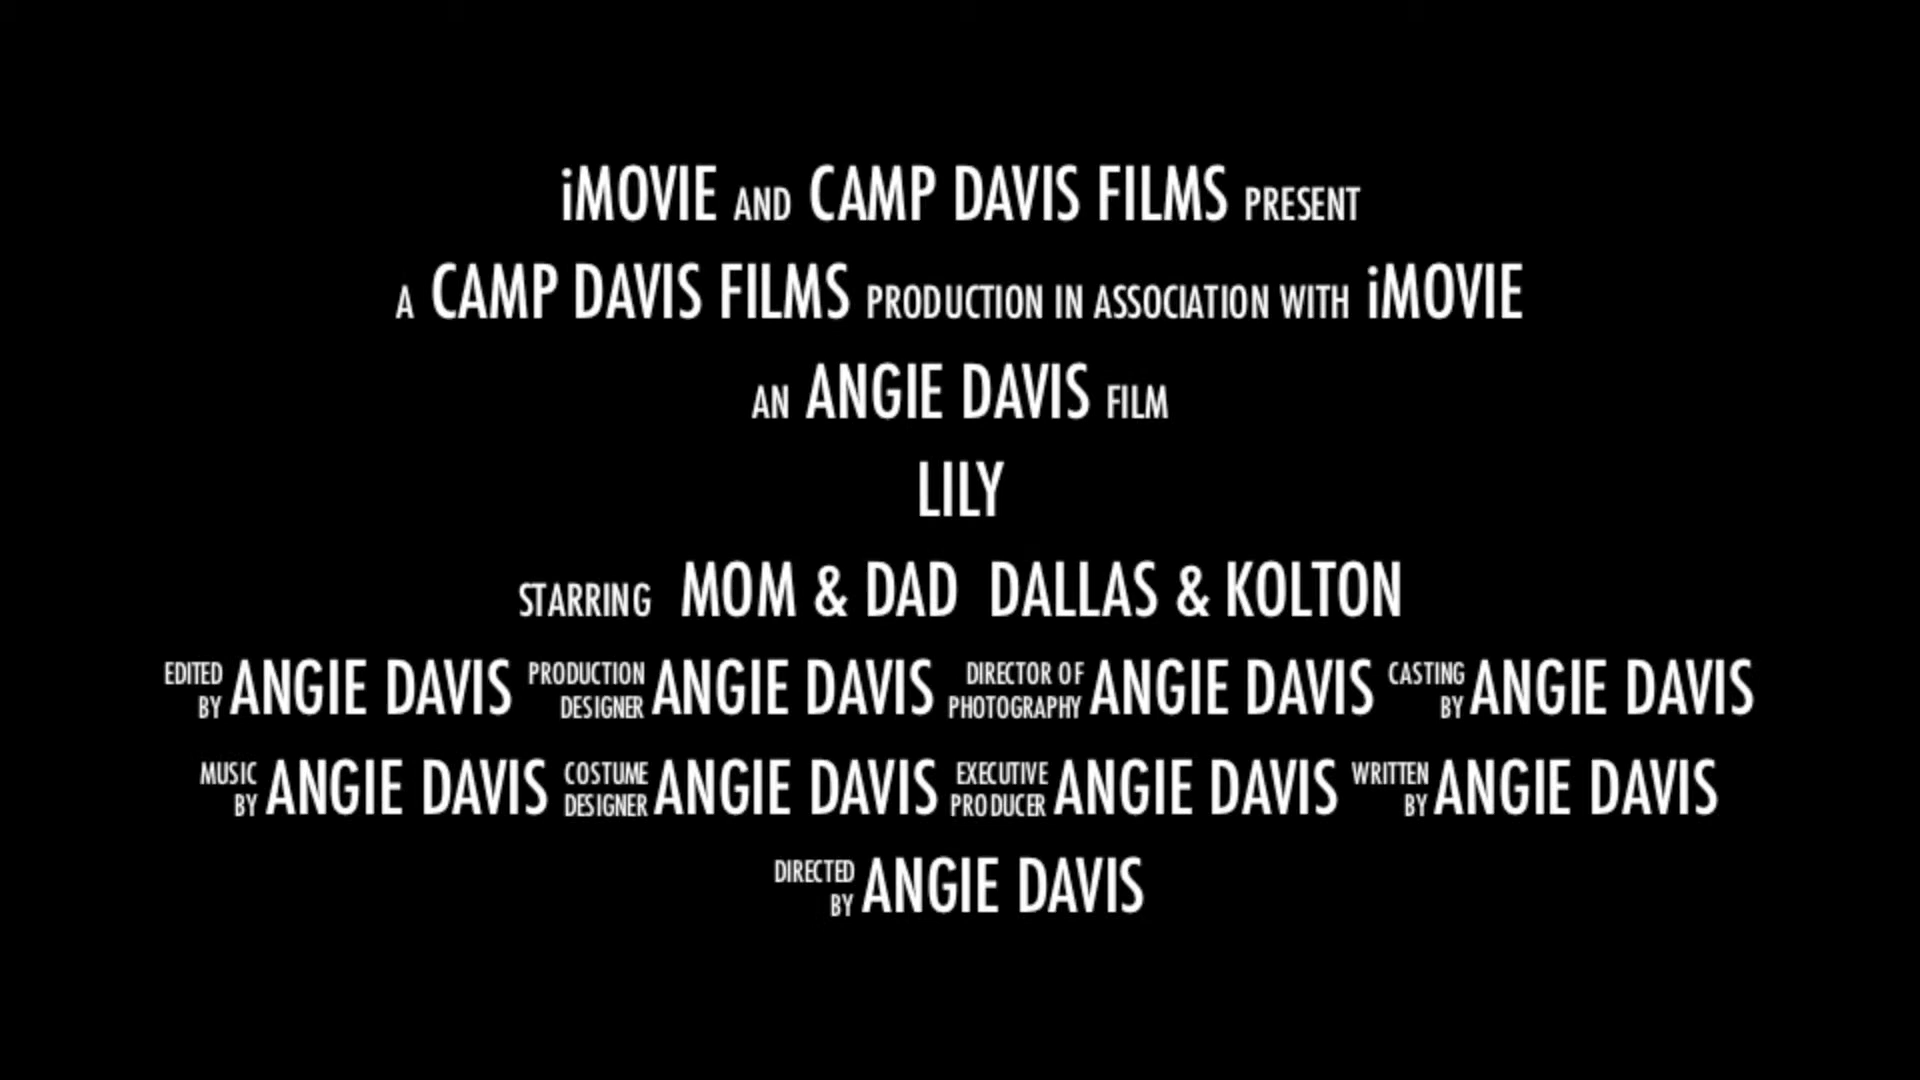 iMOVIE AND CAMP DAVIS FILMS PRESENT
A CAMP DAVIS FILMS PRODUCTION IN ASSOCIATION WITH iMOVIE
AN ANGIE DAVIS FILM
LILY
STARRING MOM & DAD DALLAS & KOLTON
EDITED BY ANGIE DAVIS PRODUCTION DESIGNER ANGIE DAVIS DIRECTOR OF PHOTOGRAPHY ANGIE DAVIS CASTING BY ANGIE DAVIS
MUSIC BY ANGIE DAVIS COSTUME DESIGNER ANGIE DAVIS EXECUTIVE PRODUCER ANGIE DAVIS WRITTEN BY ANGIE DAVIS
DIRECTED BY ANGIE DAVIS